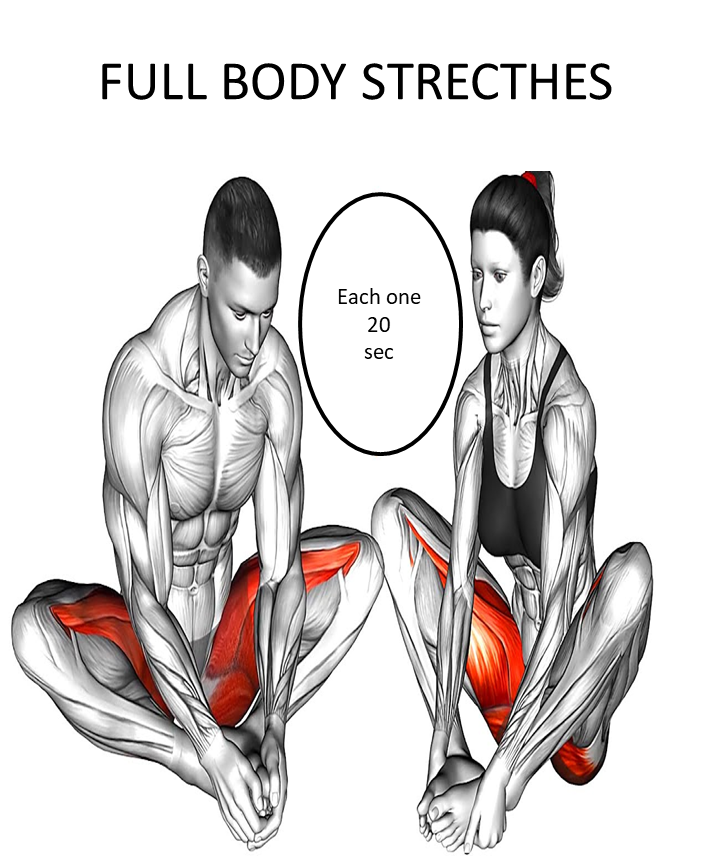 FULL BODY STRECTHES
Each one
20
sec